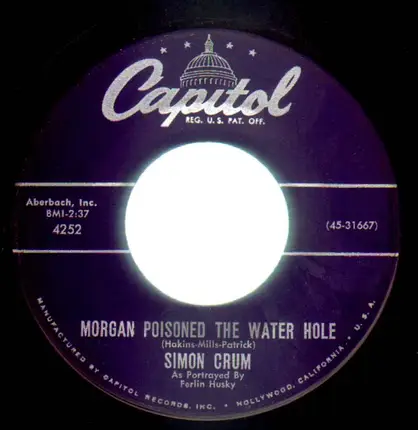 Capitol
REG. U.S. PAT. OFF.
Aberbach, Inc.
BMI-2:37
4252
(45-31667)
MORGAN POISONED THE WATER HOLE
(Hakins-Mills-Patrick)
SIMON CRUM
As Portrayed By
Ferlin Husky
MANUFACTURED BY CAPITOL RECORDS, INC. • HOLLYWOOD, CALIFORNIA • U.S.A.